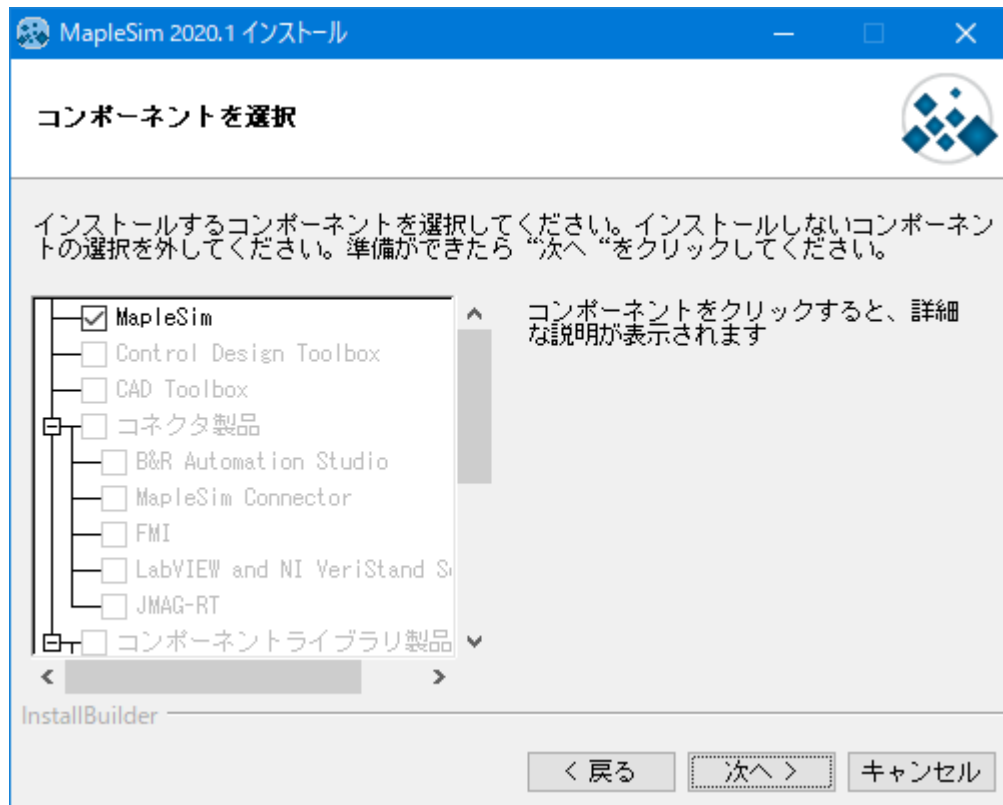 MapleSim 2020.1 インストール
コンポーネントを選択
インストールするコンポーネントを選択してください。インストールしないコンポーネン
トの選択を外してください。準備ができたら “次へ “をクリックしてください。
MapleSim
Control Design Toolbox
CAD Toolbox
コネクタ製品
B&R Automation Studio
MapleSim Connector
FMI
LabVIEW and NI VeriStand
JMAG-RT
コンポーネントライブラリ製品
コンポーネントをクリックすると、詳細
な説明が表示されます
InstallBuilder
< 戻る
次へ >
キャンセル